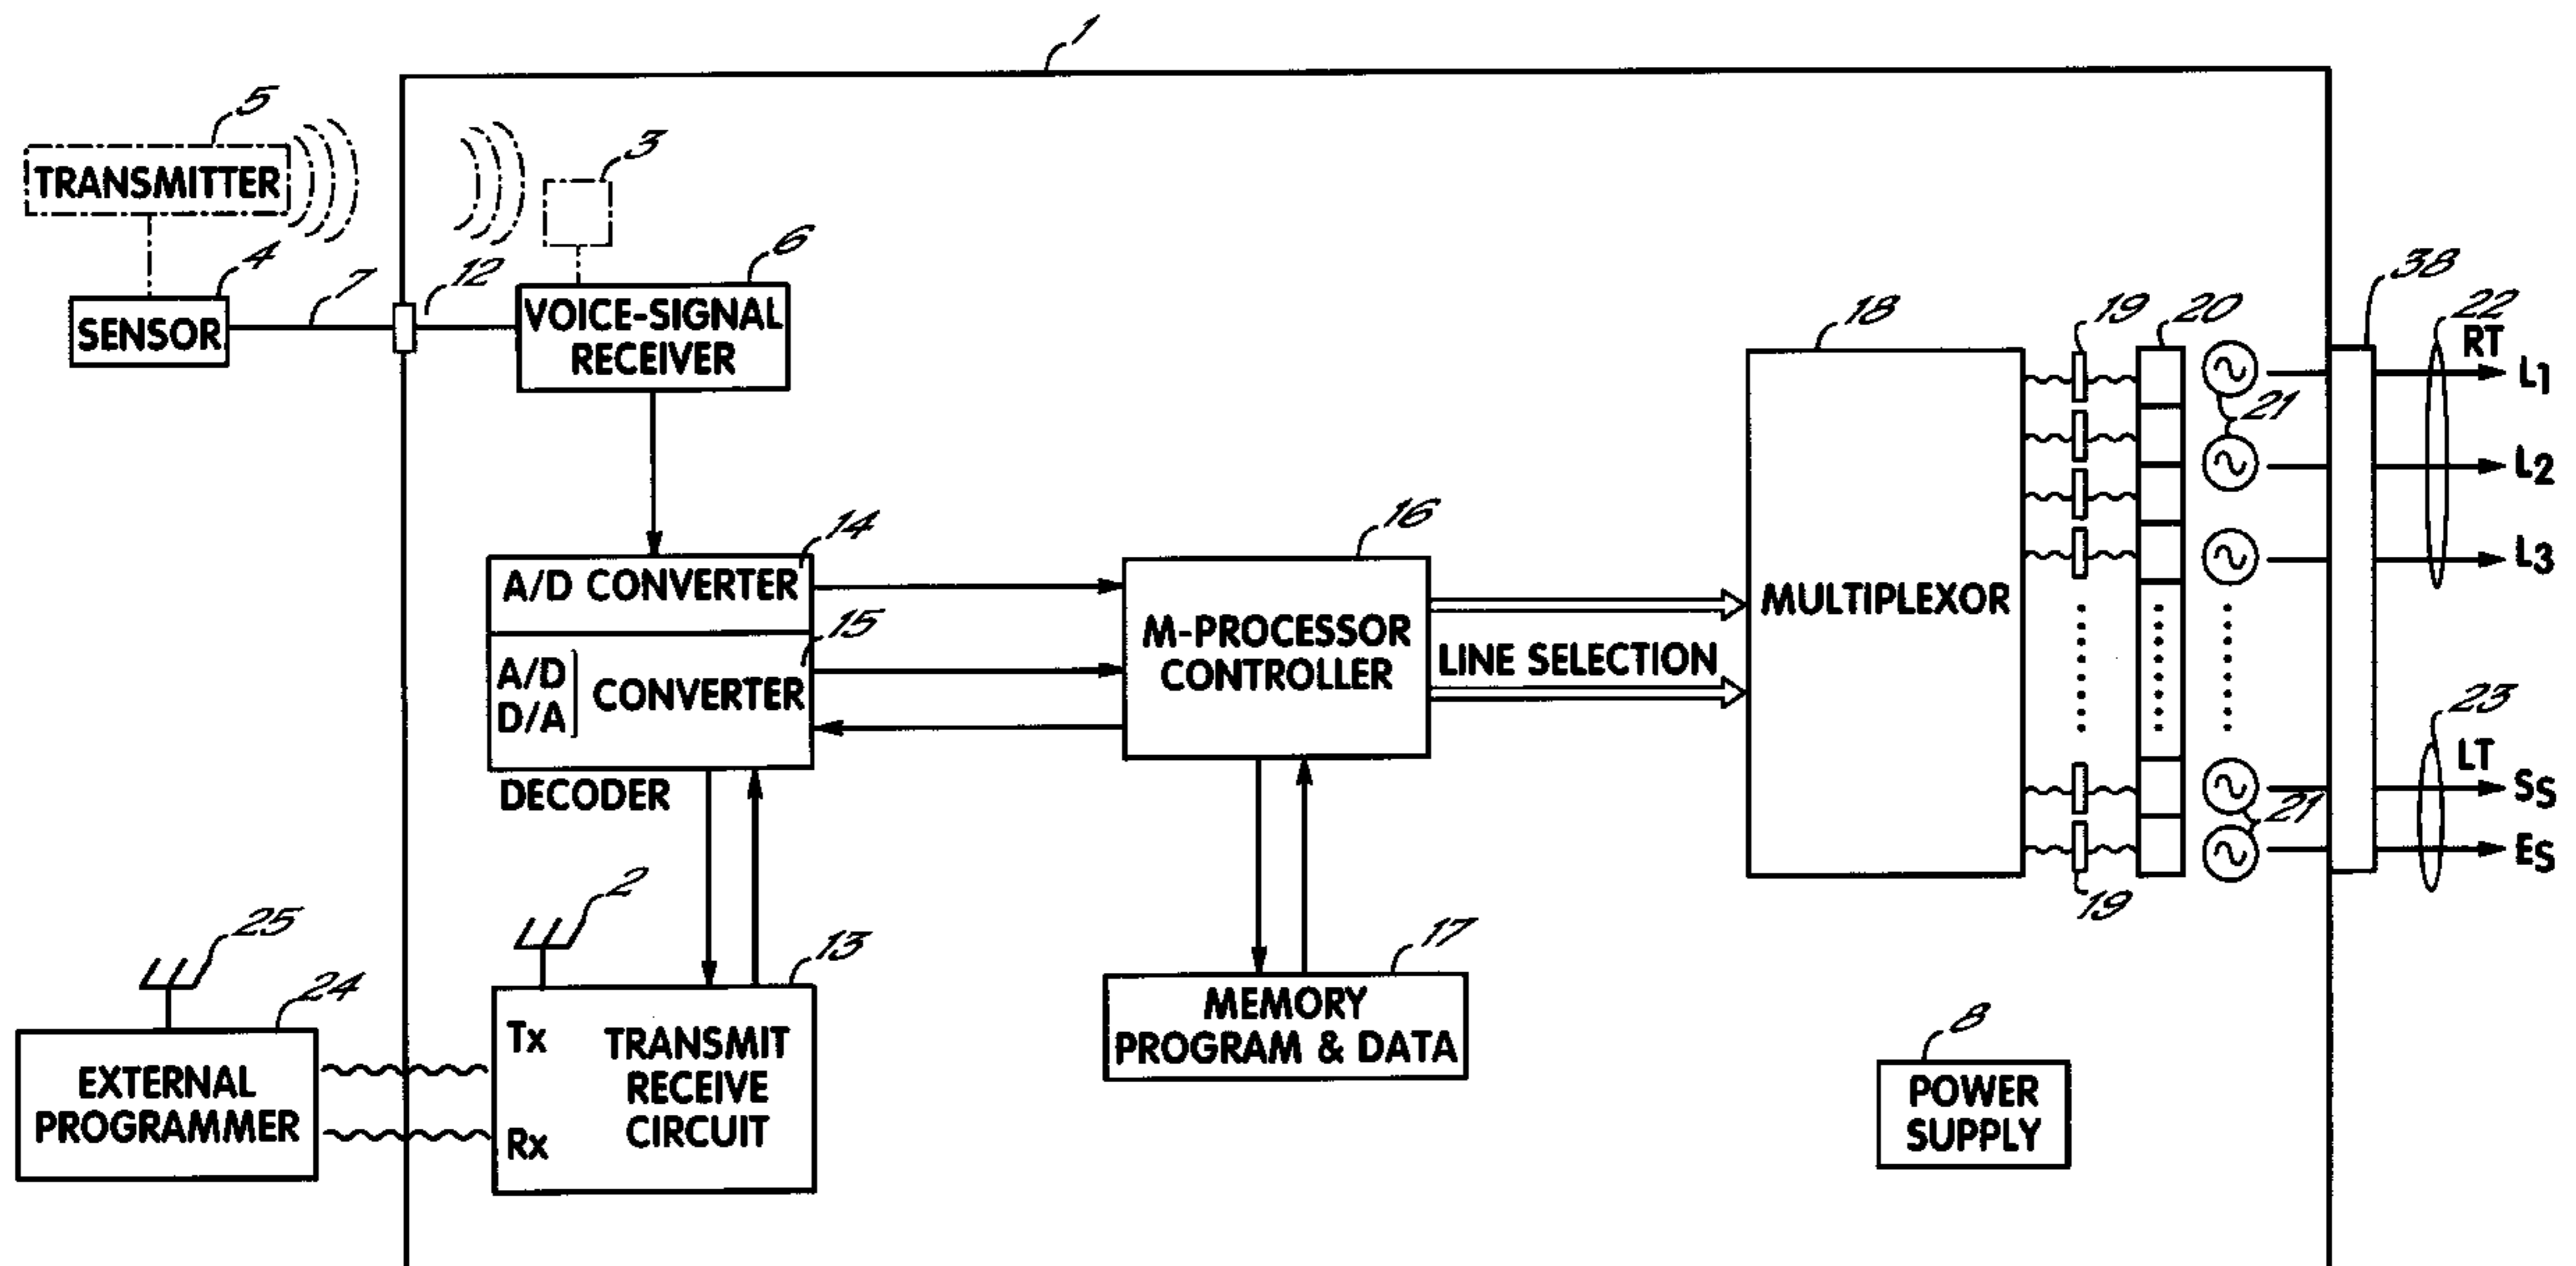 1
5
TRANSMITTER
3
4
7
12
6
SENSOR
VOICE-SIGNAL
RECEIVER
38
22
18
19
20
RT
L1
21
L2
L3
14
16
A/D CONVERTER
15
A/D
D/A
CONVERTER
DECODER
M-PROCESSOR
CONTROLLER
LINE SELECTION
MULTIPLEXOR
23
LT
SS
21
ES
19
2
25
24
13
17
EXTERNAL
PROGRAMMER
Tx
Rx
TRANSMIT
RECEIVE
CIRCUIT
MEMORY
PROGRAM & DATA
8
POWER
SUPPLY